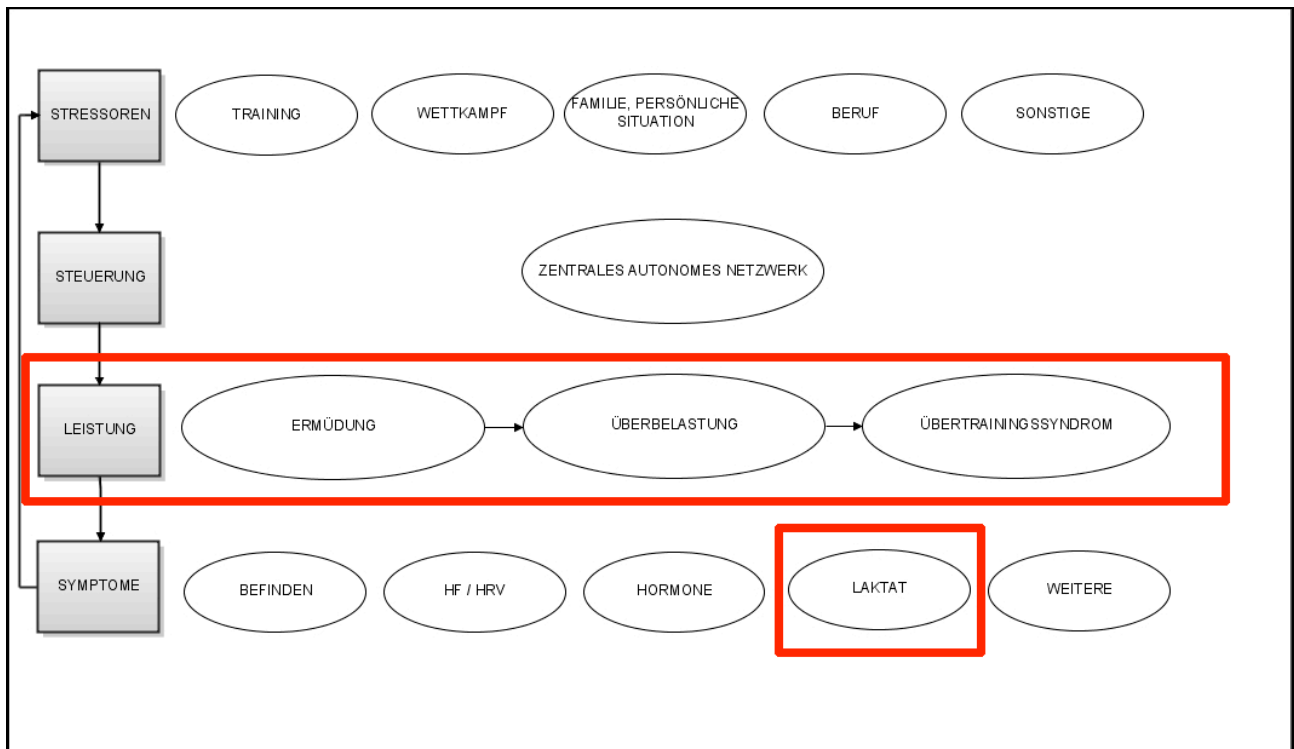 STRESSOREN
TRAINING
WETTKAMPF
FAMILIE, PERSÖNLICHE
SITUATION
BERUF
SONSTIGE
STEUERUNG
ZENTRALES AUTONOMES NETZWERK
LEISTUNG
ERMÜDUNG
ÜBERBELASTUNG
ÜBERTRAININGSSYNDROM
SYMPTOME
BEFINDEN
HF / HRV
HORMONE
LAKTAT
WEITERE